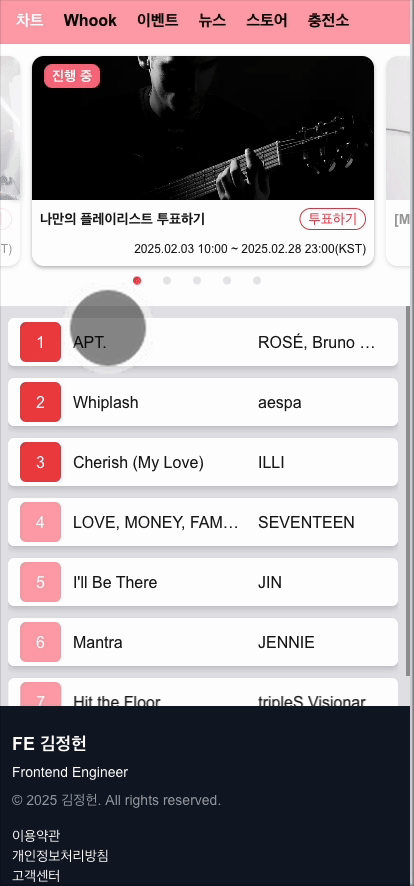 차트 Whook 이벤트 뉴스 스토어 충전소
진행 중
나만의 플레이리스트 투표하기 투표하기
2025.02.03 10:00 ~ 2025.02.28 23:00(KST)
T)
[M
1 APT. ROSÉ, Bruno …
2 Whiplash aespa
3 Cherish (My Love) ILLI
4 LOVE, MONEY, FAM… SEVENTEEN
5 I'll Be There JIN
6 Mantra JENNIE
7 Hit the Floor tripleS Visionar
FE 김정헌
Frontend Engineer
© 2025 김정헌. All rights reserved.
이용약관
개인정보처리방침
고객센터